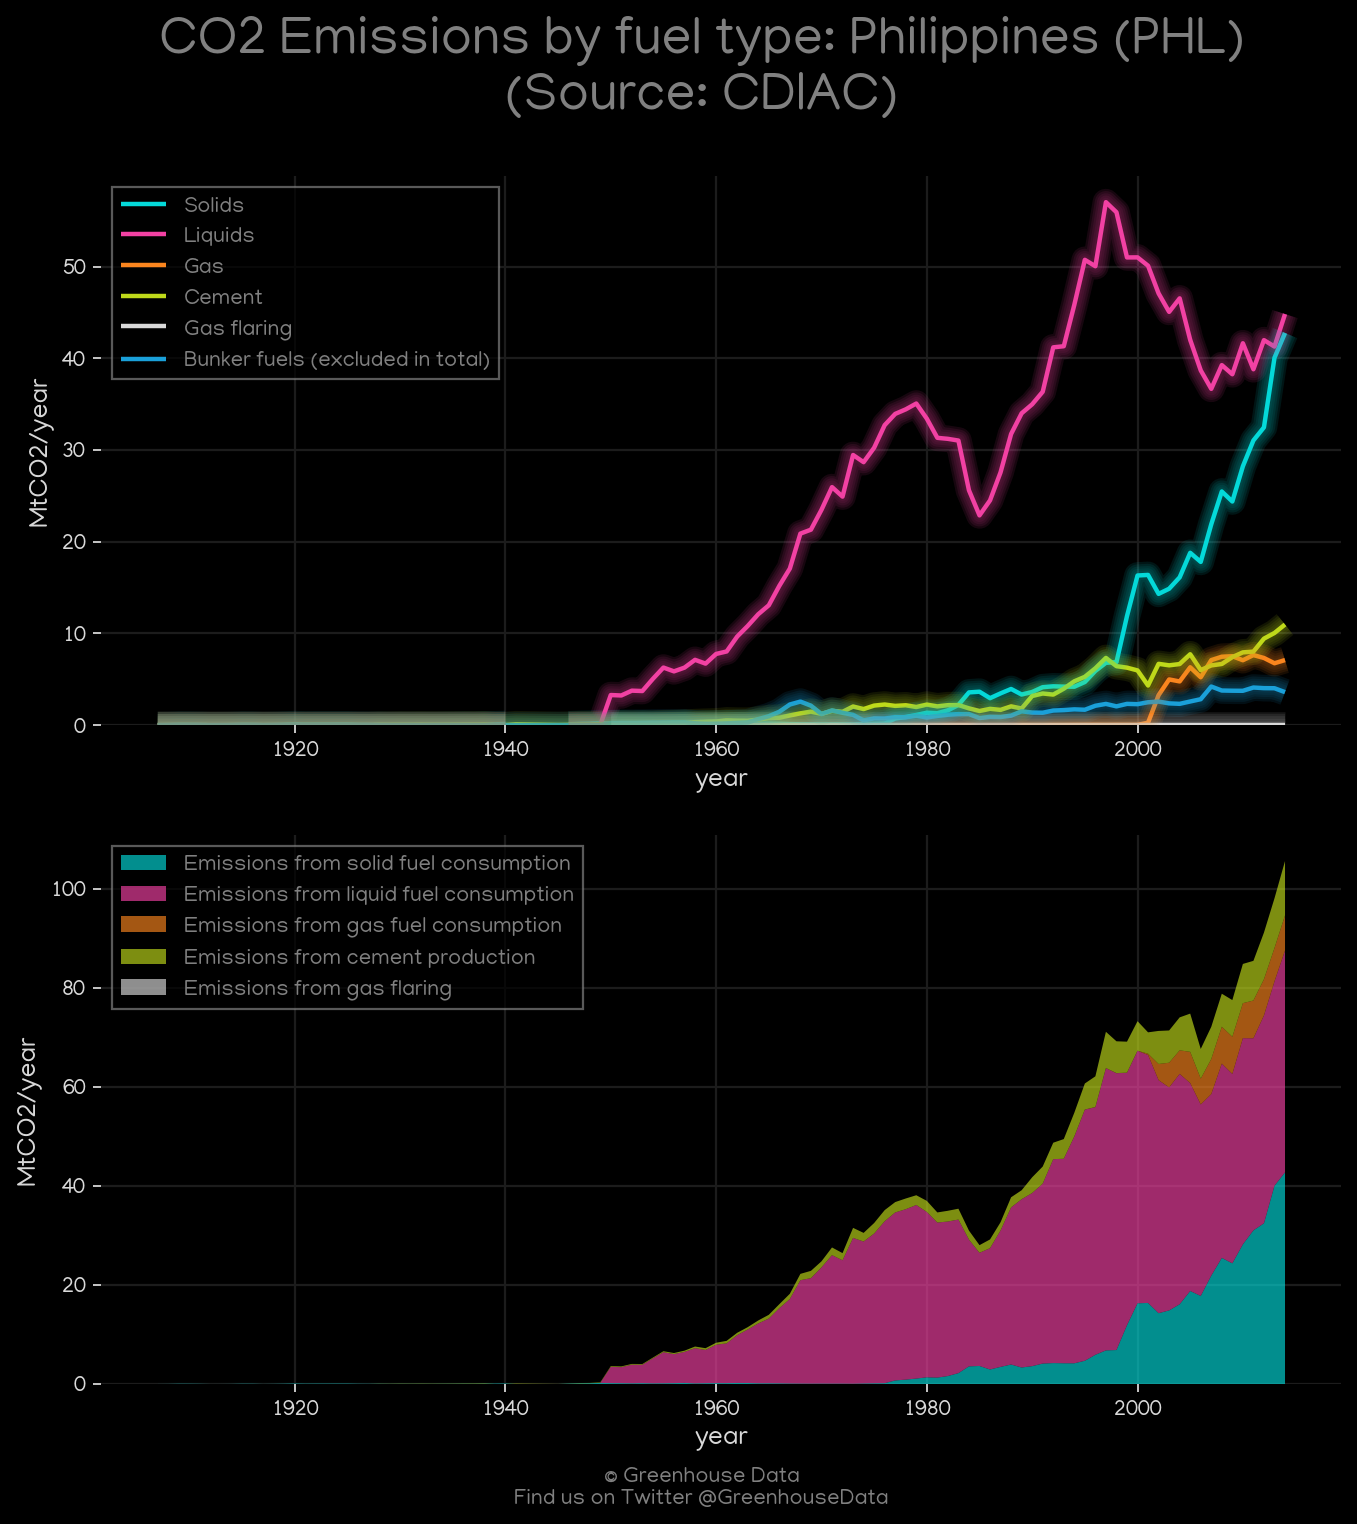 CO2 Emissions by fuel type: Philippines (PHL)
(Source: CDIAC)
Solids
Liquids
Gas
Cement
Gas flaring
Bunker fuels (excluded in total)
MtCO2/year
50
40
30
20
10
0
1920 1940 1960 1980 2000
year
Emissions from solid fuel consumption
Emissions from liquid fuel consumption
Emissions from gas fuel consumption
Emissions from cement production
Emissions from gas flaring
MtCO2/year
100
80
60
40
20
0
1920 1940 1960 1980 2000
year
© Greenhouse Data
Find us on Twitter @GreenhouseData